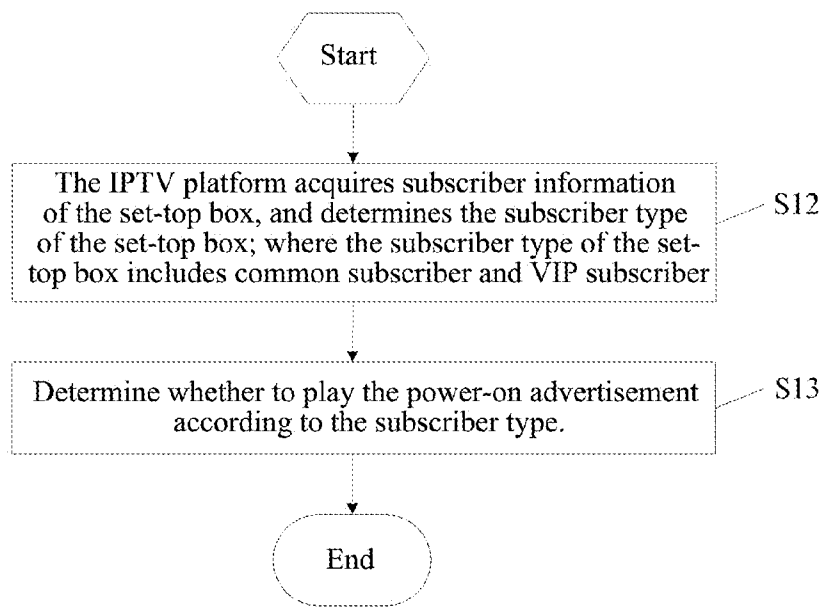 Start
The IPTV platform acquires subscriber information
of the set-top box, and determines the subscriber type
of the set-top box; where the subscriber type of the set-
top box includes common subscriber and VIP subscriber
S12
Determine whether to play the power-on advertisement
according to the subscriber type.
S13
End